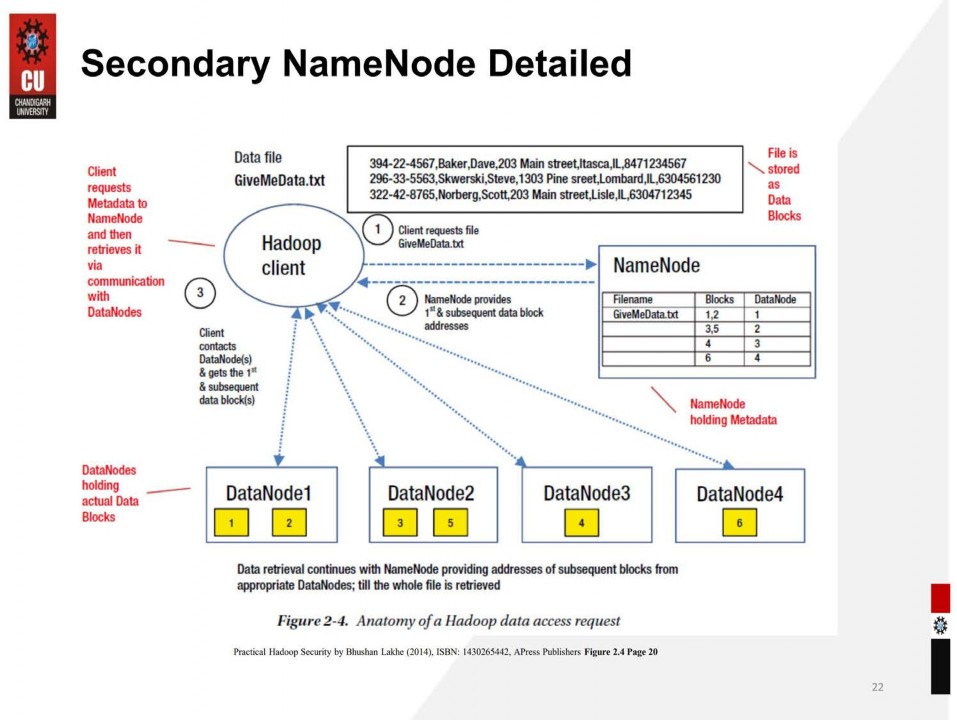 CU
CHANDIGARH
UNIVERSITY
Secondary NameNode Detailed
Client
requests
Metadata to
NameNode
and then
retrieves it
via
communication
with
DataNodes
Data file
GiveMeData.txt
394-22-4567,Baker,Dave,203 Main street,Itasca,IL,8471234567
296-33-5563,Skwerski,Steve,1303 Pine sreet,Lombard,IL,6304561230
322-42-8765,Norberg,Scott,203 Main street,Lisle,IL,6304712345
File is
stored
as
Data
Blocks
Hadoop
client
1
Client requests file
GiveMeData.txt
2
NameNode provides
1st & subsequent data block
addresses
NameNode
Filename Blocks DataNode
GiveMeData.txt 1,2 1
3,5 2
4 3
6 4
3
Client
contacts
DataNode(s)
& gets the 1st
& subsequent
data block(s)
NameNode
holding Metadata
DataNodes
holding
actual Data
Blocks
DataNode1
1 2
DataNode2
3 5
DataNode3
4
DataNode4
6
Data retrieval continues with NameNode providing addresses of subsequent blocks from
appropriate DataNodes; till the whole file is retrieved
Figure 2-4. Anatomy of a Hadoop data access request
Practical Hadoop Security by Bhushan Lakhe (2014), ISBN: 1430265442, APress Publishers Figure 2.4 Page 20
22